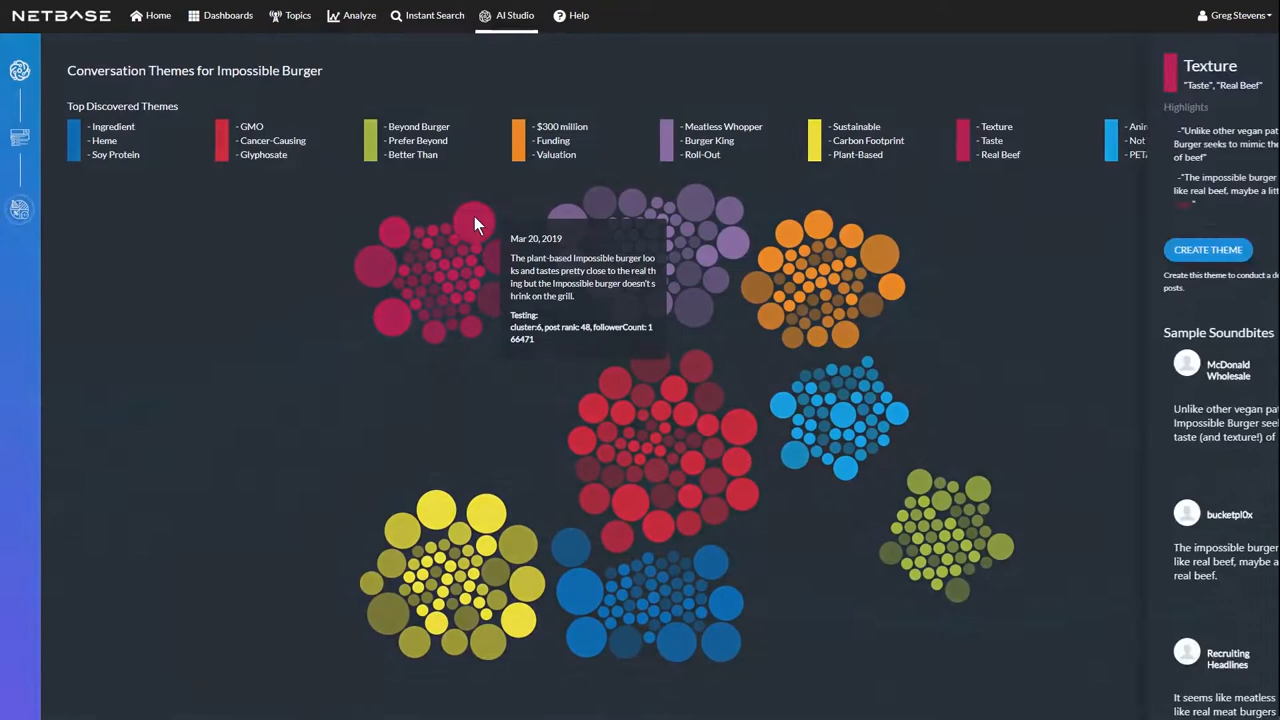 NETBASE
Home
Dashboards
Topics
Analyze
Instant Search
AI Studio
Help
Greg Stevens
Conversation Themes for Impossible Burger
Top Discovered Themes
- Ingredient
- Heme
- Soy Protein
- GMO
- Cancer-Causing
- Glyphosate
- Beyond Burger
- Prefer Beyond
- Better Than
- $300 million
- Funding
- Valuation
- Meatless Whopper
- Burger King
- Roll-Out
- Sustainable
- Carbon Footprint
- Plant-Based
- Texture
- Taste
- Real Beef
- Not
Mar 20, 2019
The plant-based Impossible burger loo
ks and tastes pretty close to the real th
ing but the Impossible burger doesn't s
hrink on the grill.
Testing:
cluster:6, post rank: 48, followerCount: 1
66471
Texture
"Taste", "Real Beef"
Highlights
-"Unlike other vegan
Burger seeks to mimic the
of beef"
-"The impossible burger
like real beef. maybe a
CREATE THEME
Create this theme to conduct a
posts.
Sample Soundbites
McDonald
Wholesale
Unlike other vegan
Impossible Burger
taste (and texture!) of
bucketpl0x
The impossible burger
like real beef, maybe a
real beef.
Recruiting
Headlines
It seems like meatless
like real meat burgers